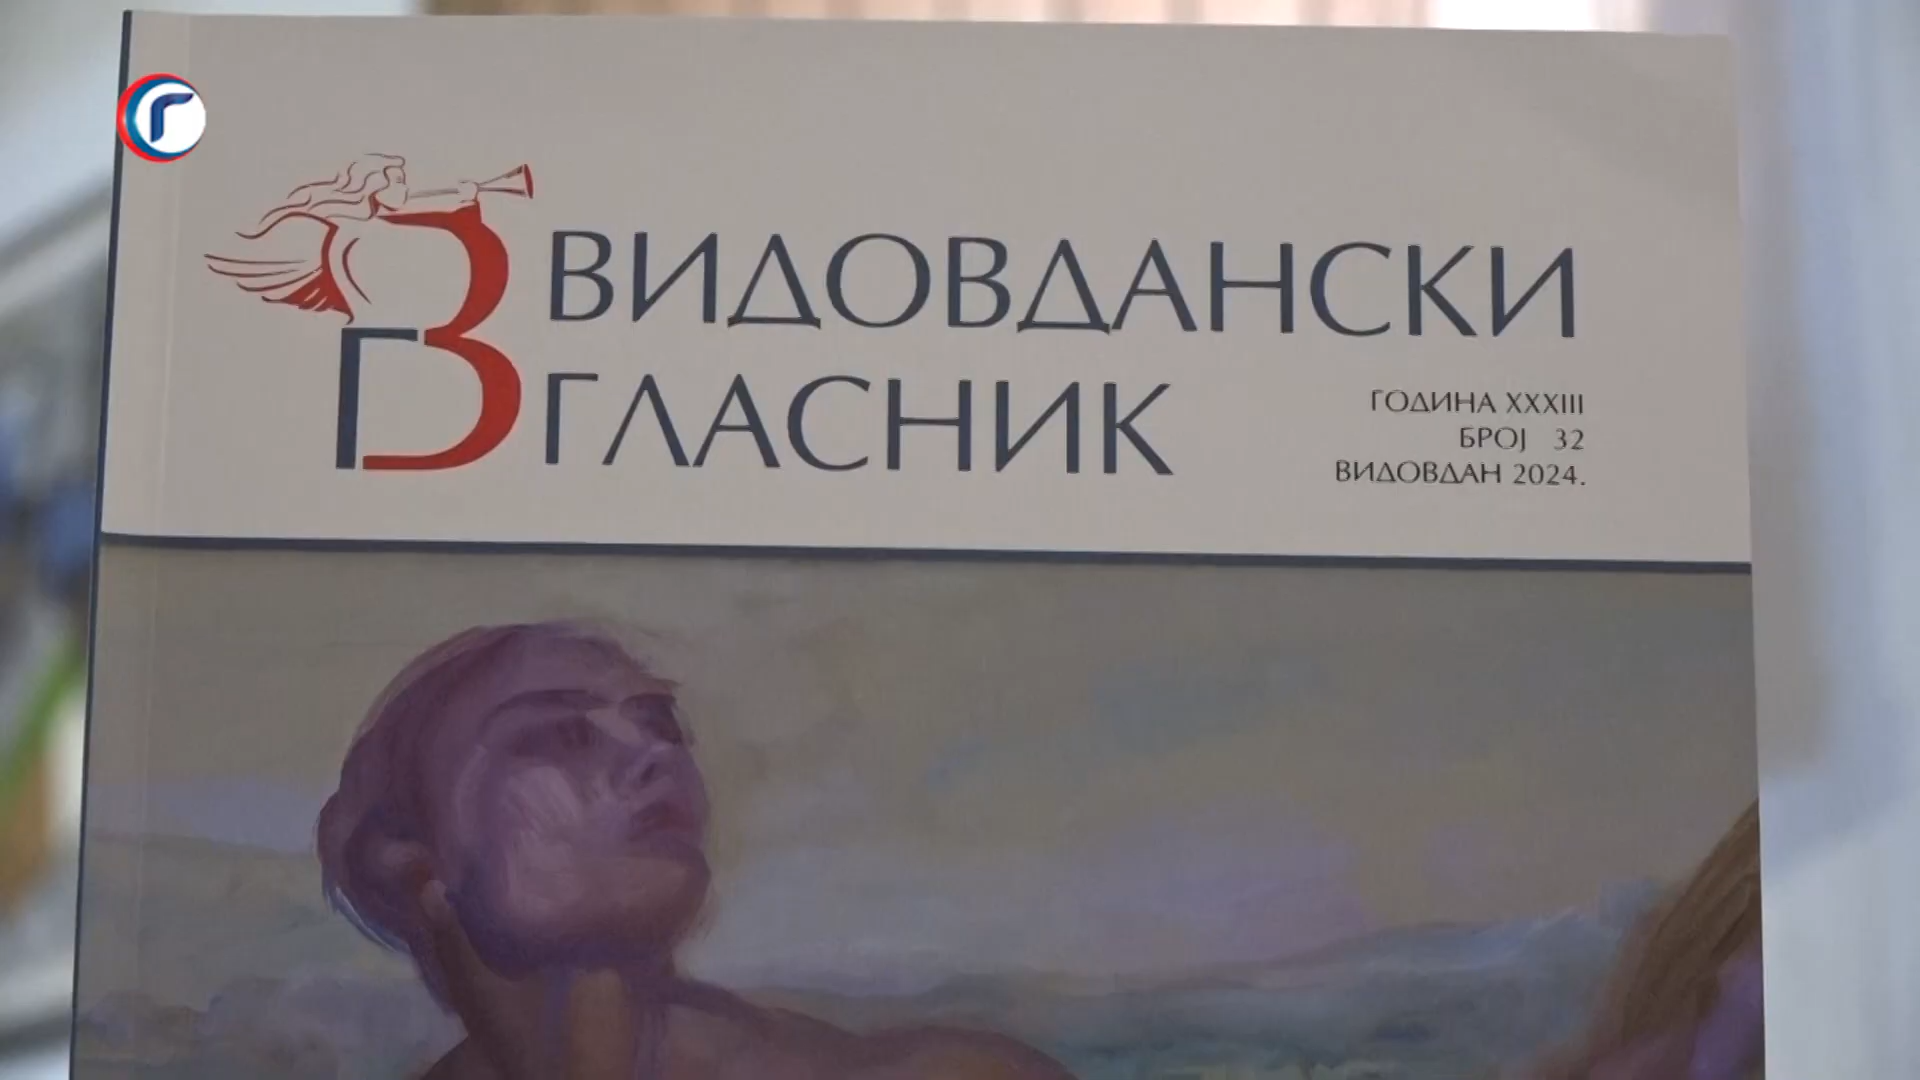 ВИДОВДАНСКИ
ГЛАСНИК
ГОДИНА XXXIII
БРОЈ 32
ВИДОВДАН 2024.